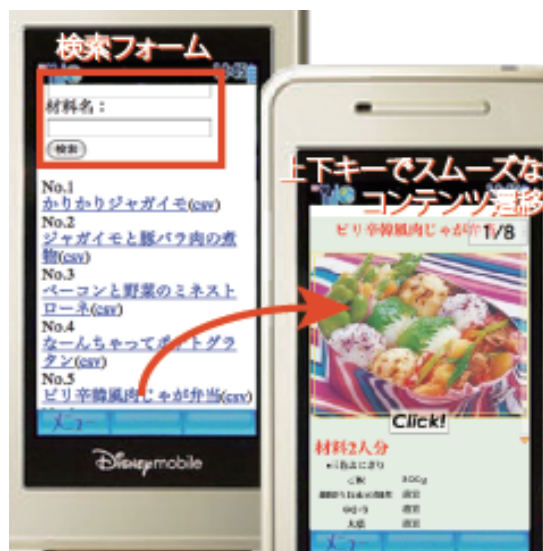 検索フォーム
材料名：
検索
No.1
かりかりジャガイモ(csv)
No.2
ジャガイモと豚バラ肉の煮
物(csv)
No.3
ベーコンと野菜のミネスト
ローネ(csv)
No.4
なーんちゃってポテトグラ
タン(csv)
No.5
ピリ辛韓風肉じゃが弁当(csv)
メニュー
Disney mobile
上下キーでスムーズな
コンテンツ遷移
ピリ辛韓風肉じゃが
1/8
Click!
材料2人分
ご飯 300g
適宜
適宜
大葉 適宜
メニュー